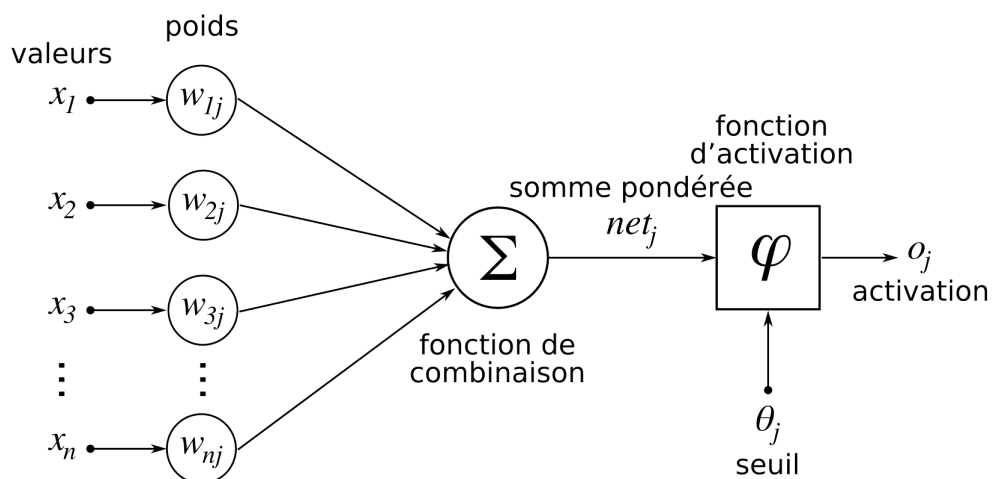 poids
valeurs
x1 w1j
fonction
d’activation
x2 w2j
somme pondérée
netj
Σ
φ
oj
activation
x3 w3j
fonction de
combinaison
⋮ ⋮
θj
xn wnj
seuil